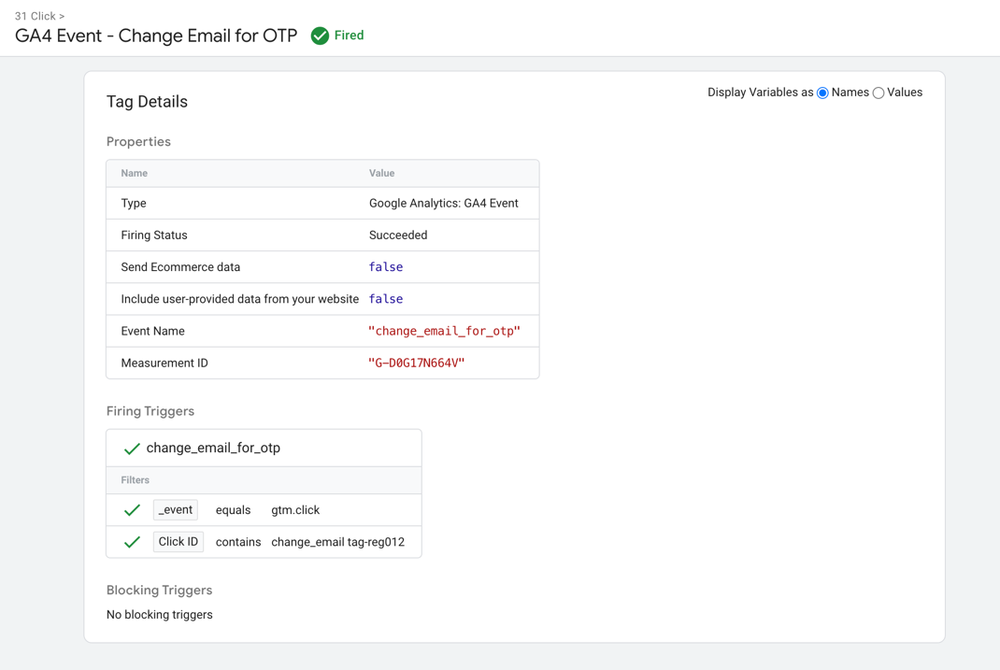 31 Click >
GA4 Event - Change Email for OTP Fired
Tag Details
Display Variables as Names Values
Properties
Name Value
Type Google Analytics: GA4 Event
Firing Status Succeeded
Send Ecommerce data false
Include user-provided data from your website false
Event Name "change_email_for_otp"
Measurement ID "G-D0G17N664V"
Firing Triggers
change_email_for_otp
Filters
_event equals gtm.click
Click ID contains change_email tag-reg012
Blocking Triggers
No blocking triggers